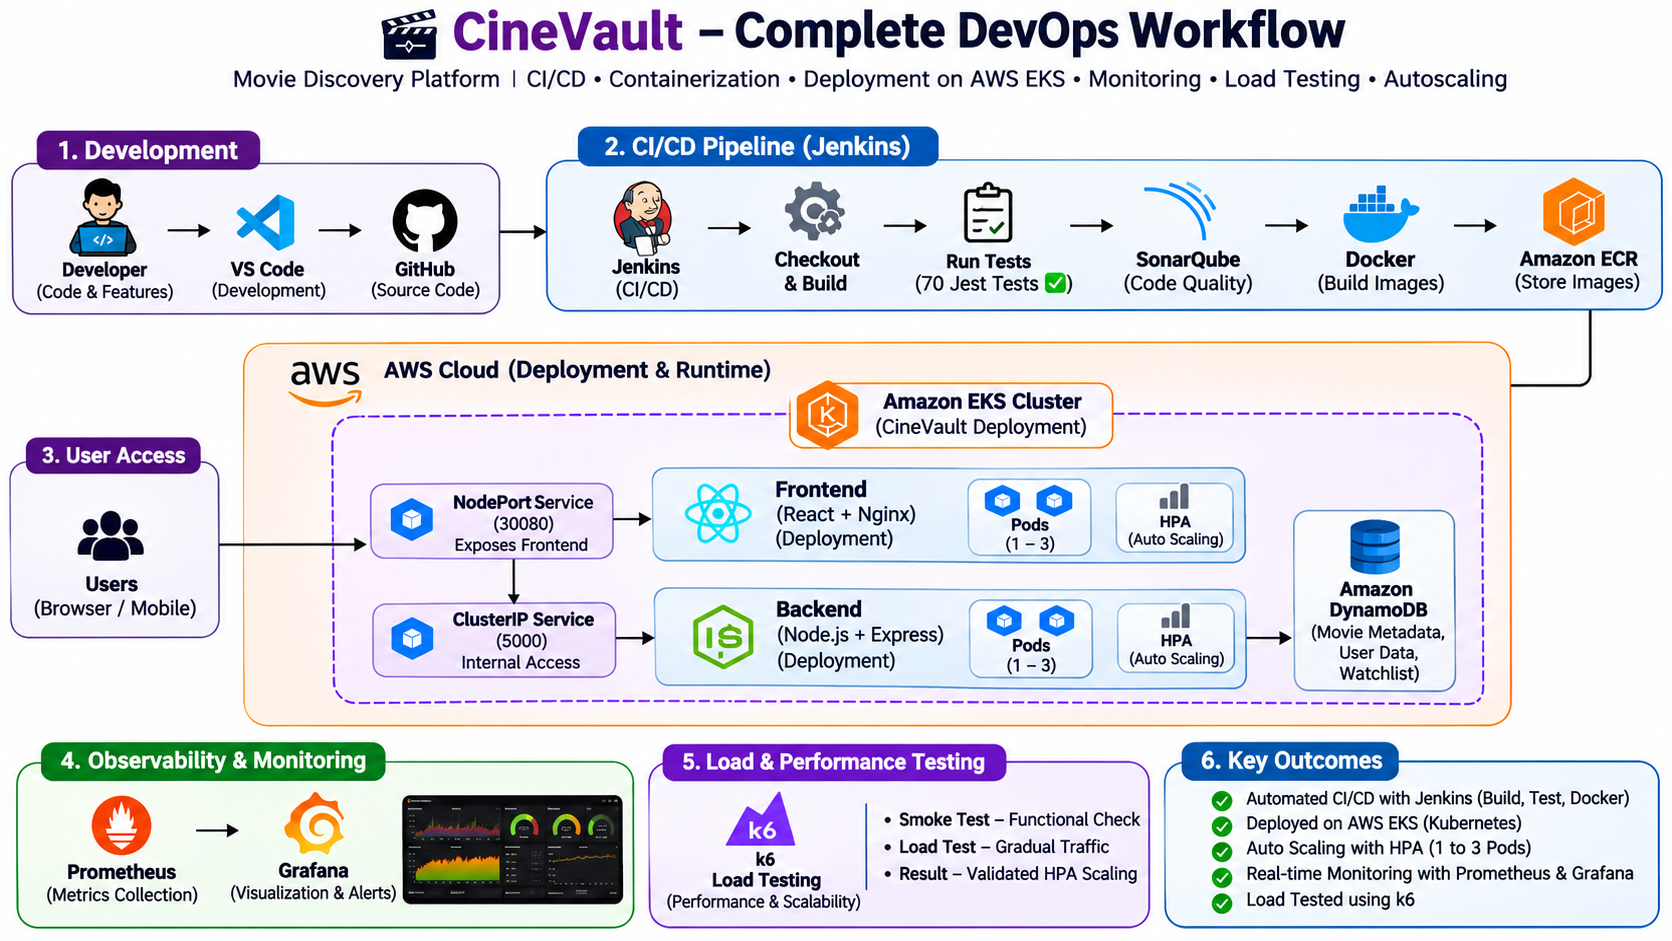 CineVault – Complete DevOps Workflow
Movie Discovery Platform | CI/CD • Containerization • Deployment on AWS EKS • Monitoring • Load Testing • Autoscaling
1. Development
</>
Developer
(Code & Features)
VS Code
(Development)
GitHub
(Source Code)
2. CI/CD Pipeline (Jenkins)
Jenkins
(CI/CD)
Checkout
& Build
Run Tests
(70 Jest Tests ✅)
SonarQube
(Code Quality)
Docker
(Build Images)
Amazon ECR
(Store Images)
aws
AWS Cloud (Deployment & Runtime)
K
Amazon EKS Cluster
(CineVault Deployment)
3. User Access
Users
(Browser / Mobile)
NodePort Service
(30080)
Exposes Frontend
Frontend
(React + Nginx)
(Deployment)
Pods
(1 – 3)
HPA
(Auto Scaling)
ClusterIP Service
(5000)
Internal Access
JS
Backend
(Node.js + Express)
(Deployment)
Pods
(1 – 3)
HPA
(Auto Scaling)
Amazon
DynamoDB
(Movie Metadata,
User Data,
Watchlist)
4. Observability & Monitoring
Prometheus
(Metrics Collection)
Grafana
(Visualization & Alerts)
5. Load & Performance Testing
k6
k6
Load Testing
(Performance & Scalability)
• Smoke Test – Functional Check
• Load Test – Gradual Traffic
• Result – Validated HPA Scaling
6. Key Outcomes
Automated CI/CD with Jenkins (Build, Test, Docker)
Deployed on AWS EKS (Kubernetes)
Auto Scaling with HPA (1 to 3 Pods)
Real-time Monitoring with Prometheus & Grafana
Load Tested using k6